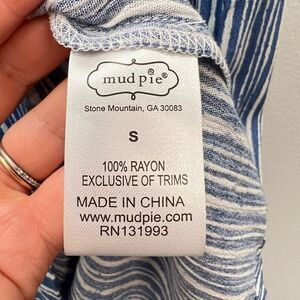 mud pie®
Stone Mountain, GA 30083
S
100% RAYON
EXCLUSIVE OF TRIMS
MADE IN CHINA
www.mudpie.com
RN131993